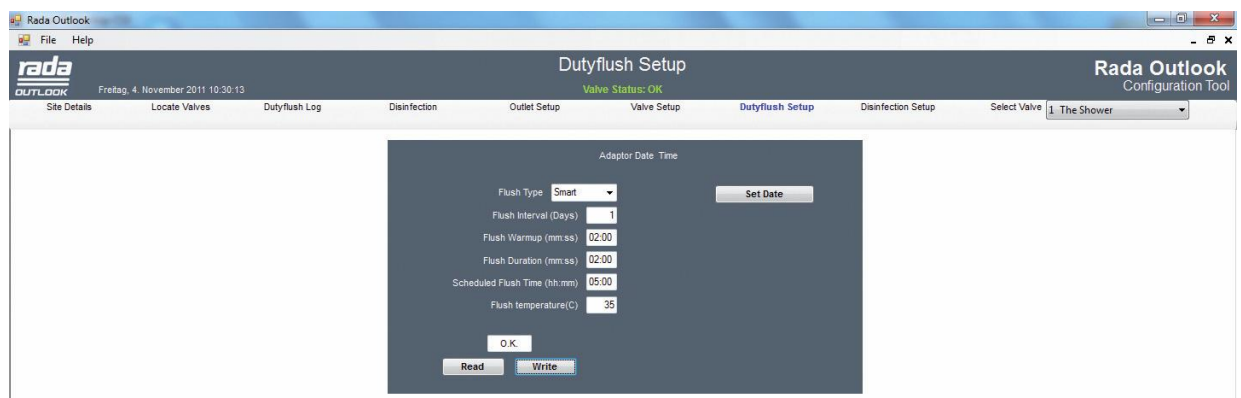 Rada Outlook
File Help
rada
OUTLOOK
Freitag, 4. November 2011 10:30:13
Dutyflush Setup
Valve Status: OK
Rada Outlook
Configuration Tool
Site Details Locate Valves Dutyflush Log Disinfection Outlet Setup Valve Setup Dutyflush Setup Disinfection Setup Select Valve 1 The Shower
Adaptor Date Time
Flush Type Smart
Set Date
Flush Interval (Days) 1
Flush Warmup (mm:ss) 02:00
Flush Duration (mm:ss) 02:00
Scheduled Flush Time (hh:mm) 05:00
Flush temperature(C) 35
O.K.
Read Write